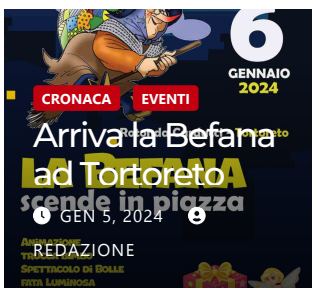 6
GENNAIO
2024
CRONACA
EVENTI
Arriva la Befana
ad Tortoreto
LA BEFANA
scende in piazza
GEN 5, 2024
REDAZIONE
ANIMAZIONE
SPETTACOLO DI BOLLE
FATA LUMINOSA